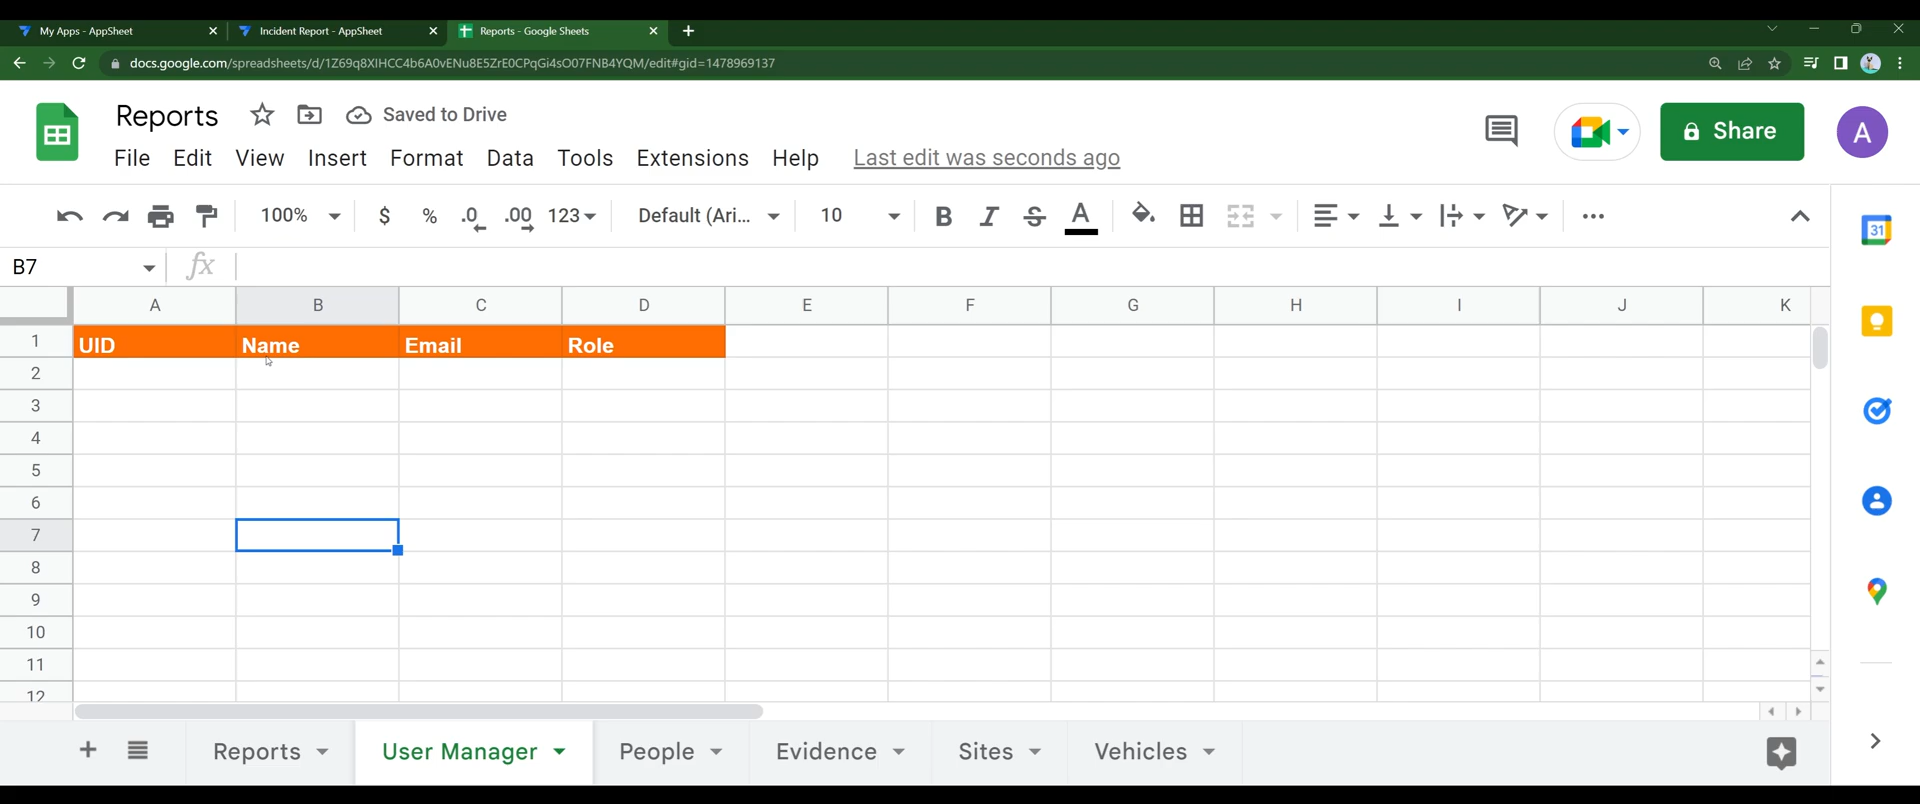 My Apps - AppSheet
Incident Report - AppSheet
Reports - Google Sheets
docs.google.com/spreadsheets/d/1Z69q8XIHCC4b6A0vENu8E5ZrE0CPqGi4sO07FNB4YQM/edit#gid=1478969137
Reports
Saved to Drive
File Edit View Insert Format Data Tools Extensions Help Last edit was seconds ago
Share
A
100% $ % .0 .00 123 Default (Ari... 10 B I S A
31
B7 fx
A B C D E F G H I J K
1 UID Name Email Role
2
3
4
5
6
7
8
9
10
11
12
Reports User Manager People Evidence Sites Vehicles